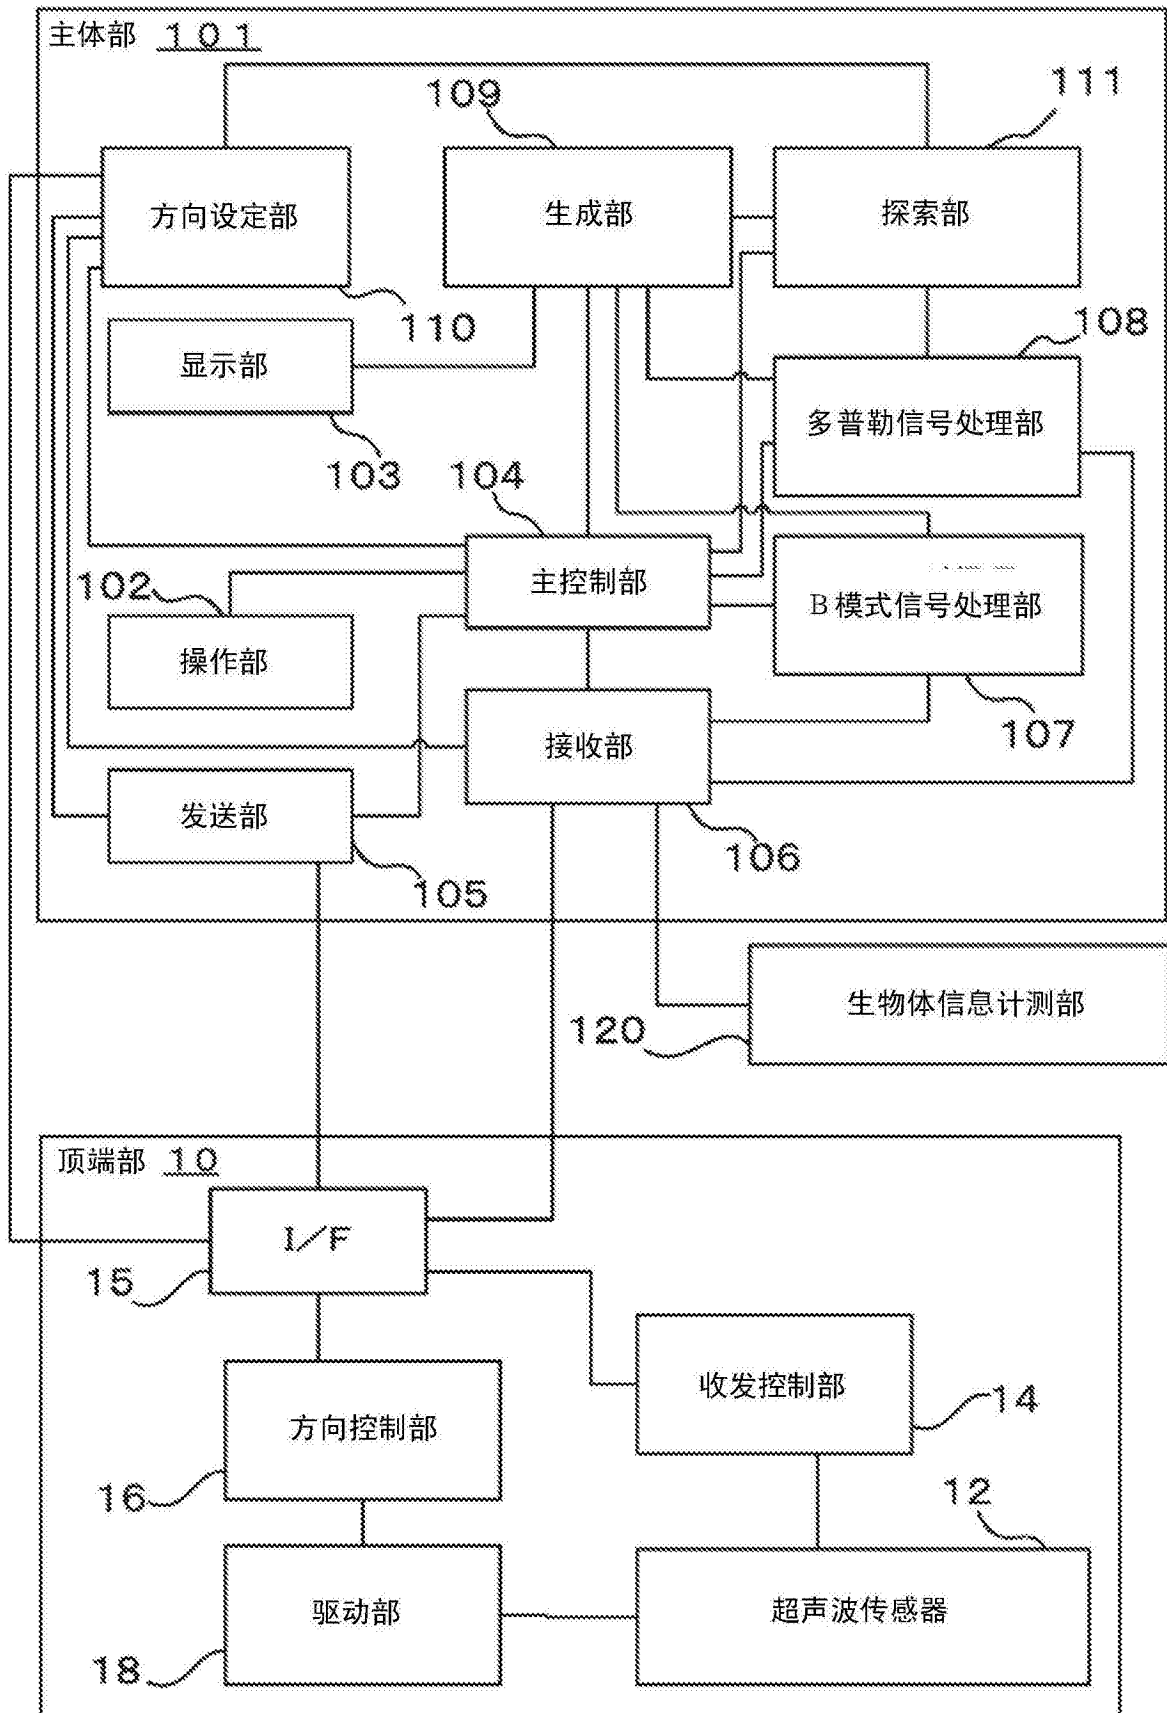 主体部 101
109
111
方向设定部
生成部
探索部
110
108
显示部
多普勒信号处理部
103
104
102
主控制部
B模式信号处理部
操作部
107
接收部
发送部
106
105
生物体信息计测部
120
顶端部 10
I/F
15
收发控制部
14
方向控制部
16
12
驱动部
超声波传感器
18